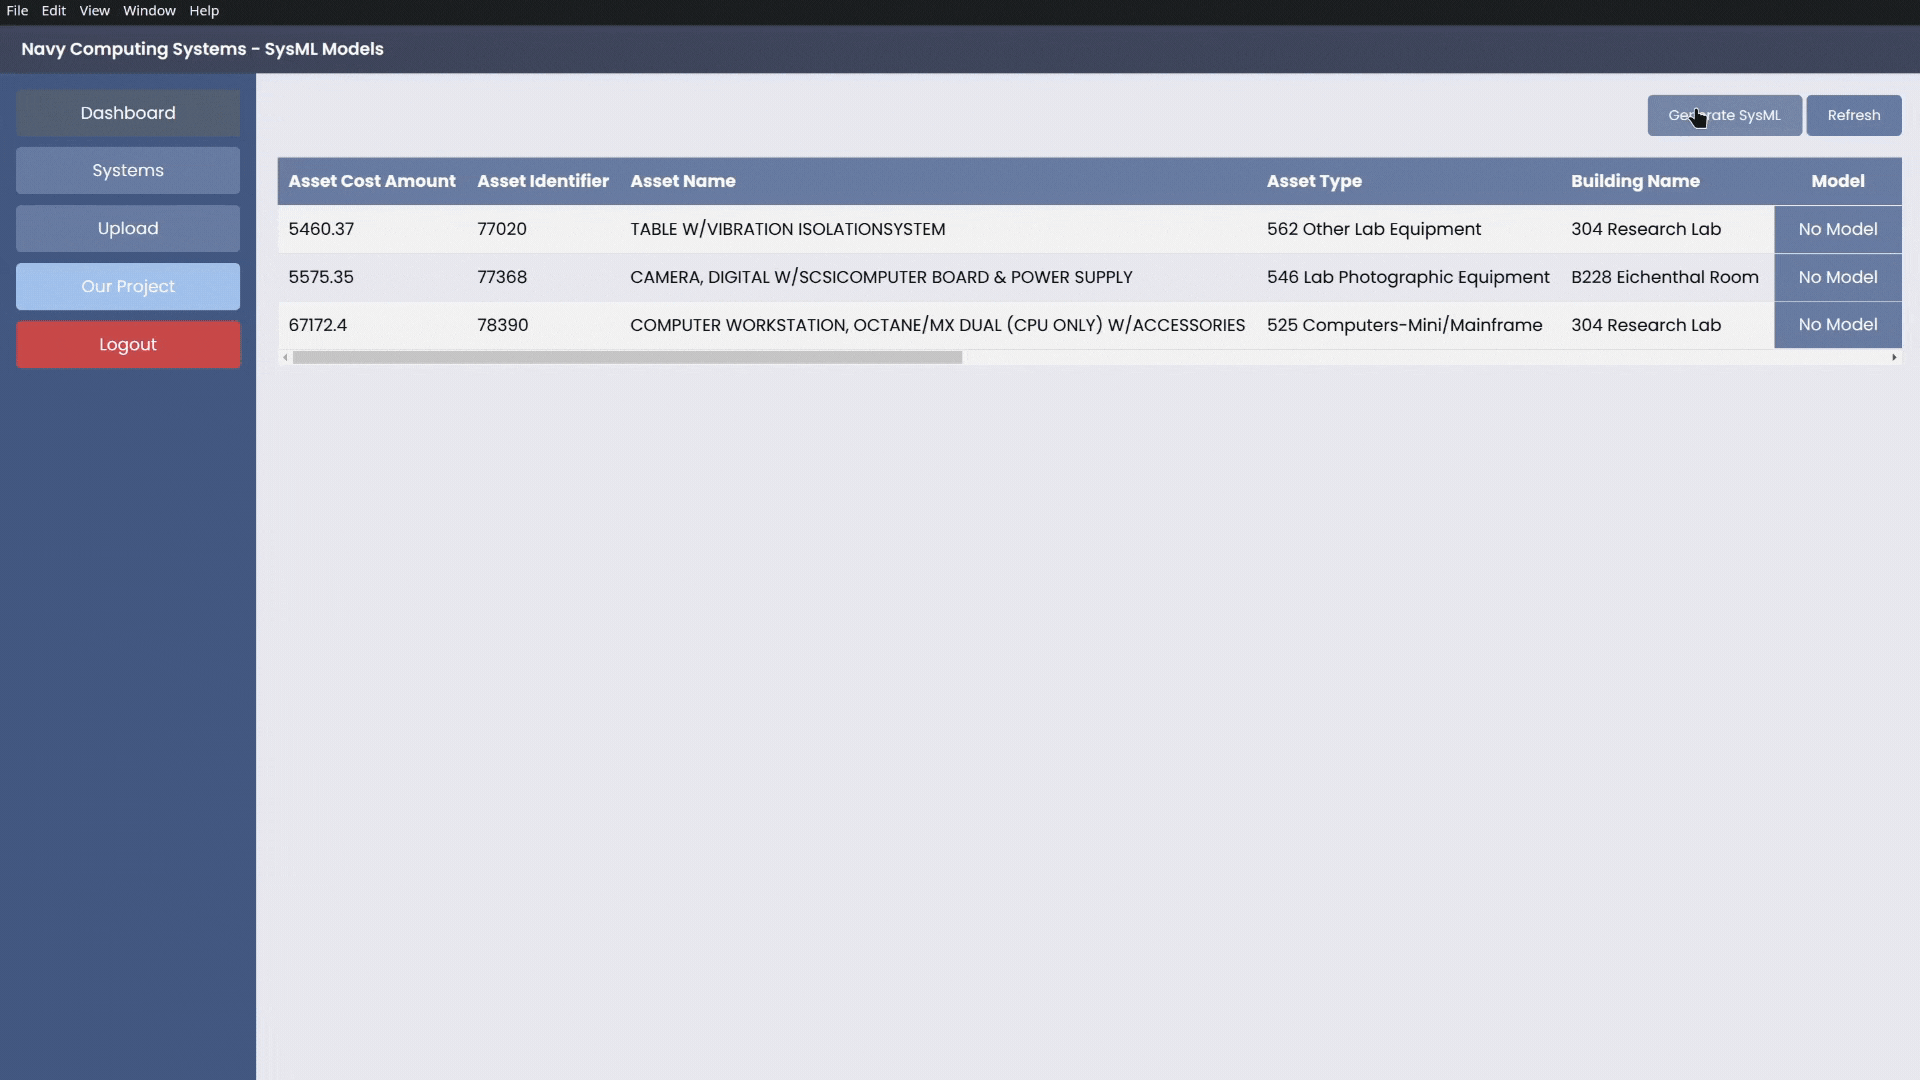 File Edit View Window Help
Navy Computing Systems - SysML Models
Dashboard
Systems
Upload
Our Project
Logout
Generate SysML Refresh
Asset Cost Amount Asset Identifier Asset Name Asset Type Building Name Model
5460.37 77020 TABLE W/VIBRATION ISOLATIONSYSTEM 562 Other Lab Equipment 304 Research Lab No Model
5575.35 77368 CAMERA, DIGITAL W/SCSICOMPUTER BOARD & POWER SUPPLY 546 Lab Photographic Equipment B228 Eichenthal Room No Model
67172.4 78390 COMPUTER WORKSTATION, OCTANE/MX DUAL (CPU ONLY) W/ACCESSORIES 525 Computers-Mini/Mainframe 304 Research Lab No Model